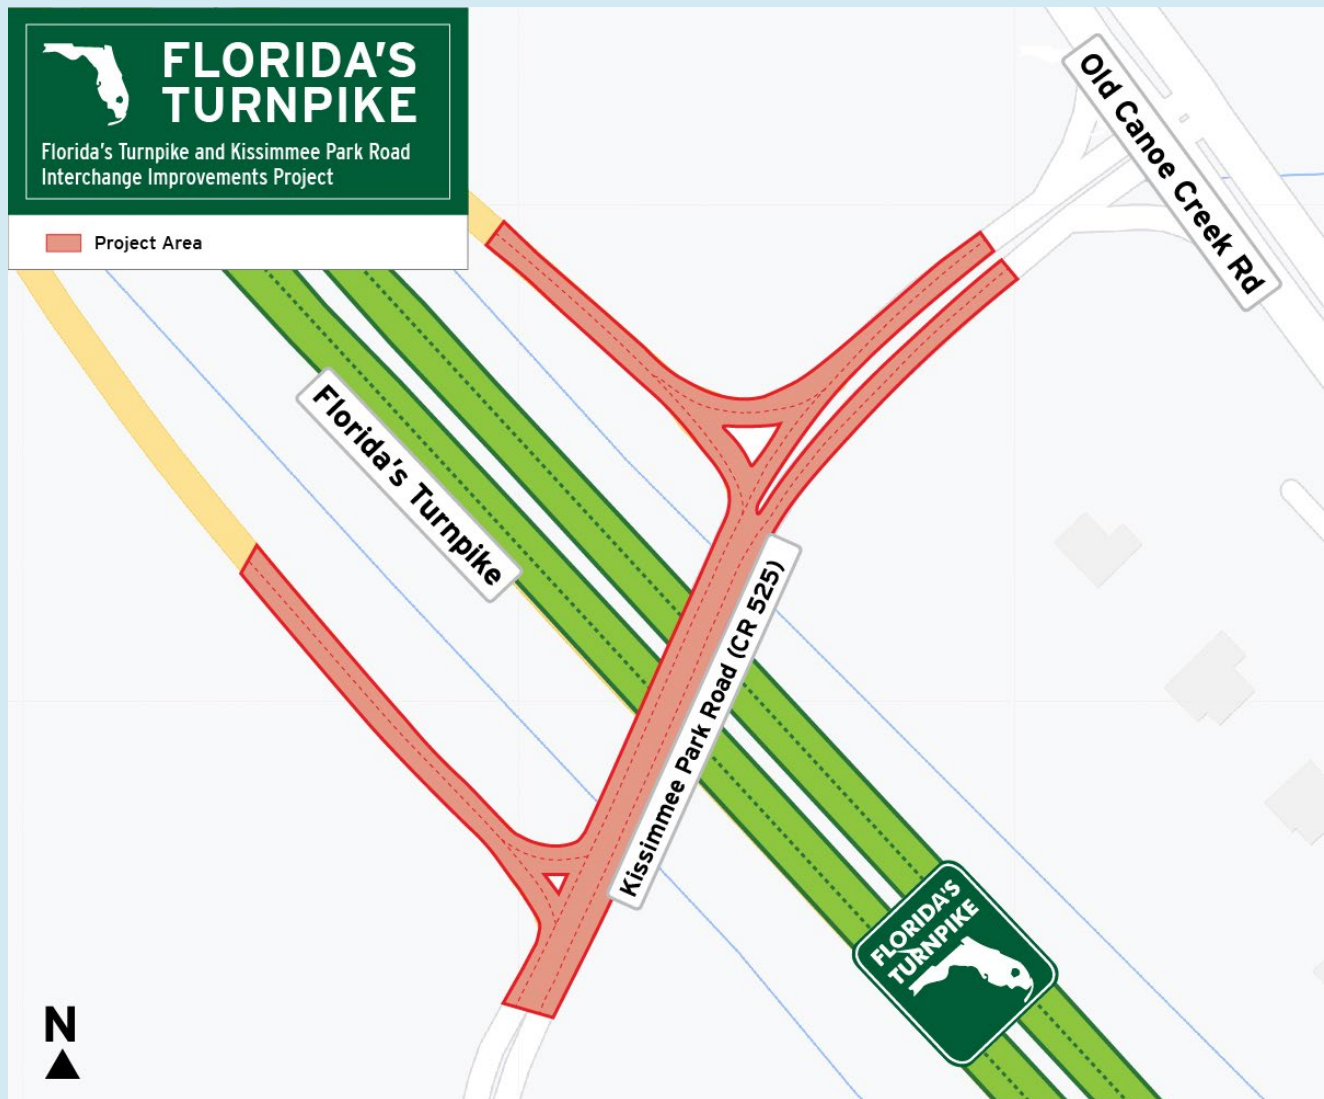 FLORIDA'S
TURNPIKE
Florida's Turnpike and Kissimmee Park Road
Interchange Improvements Project
Project Area
Old Canoe Creek Rd
Florida's Turnpike
Kissimmee Park Road (CR 525)
FLORIDA'S
TURNPIKE
N